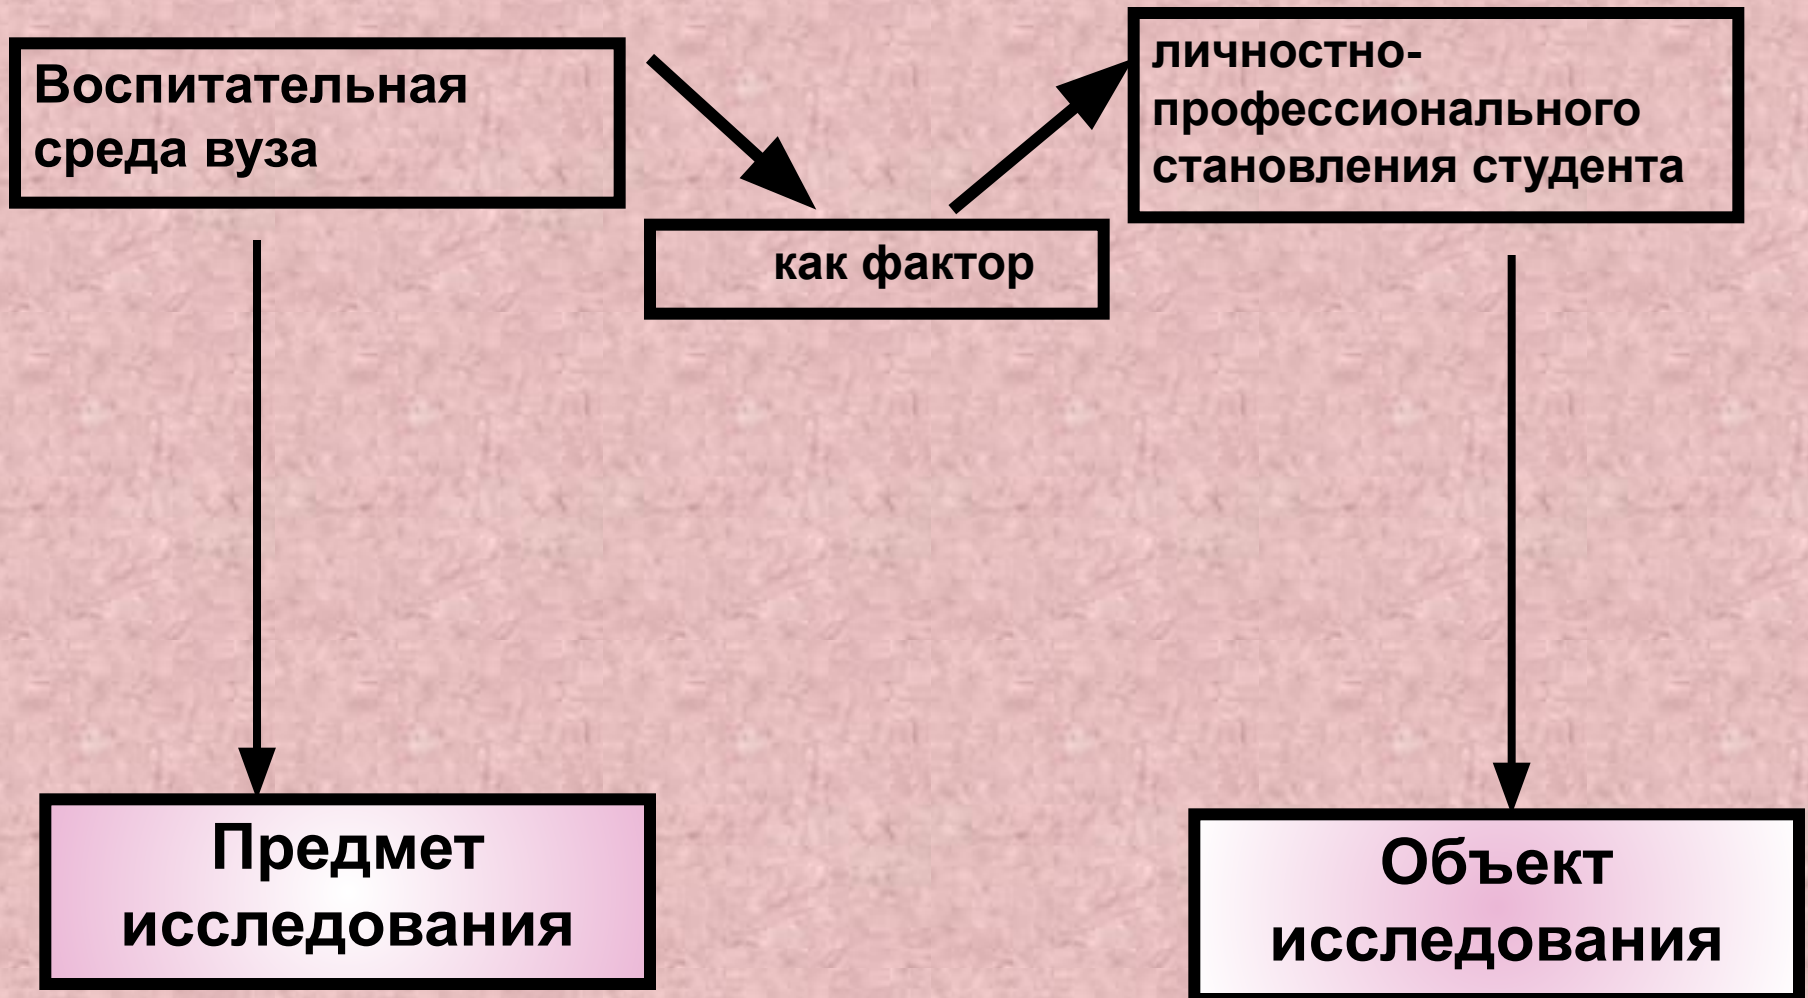 Воспитательная
среда вуза
как фактор
личностно-
профессионального
становления студента
Предмет
исследования
Объект
исследования